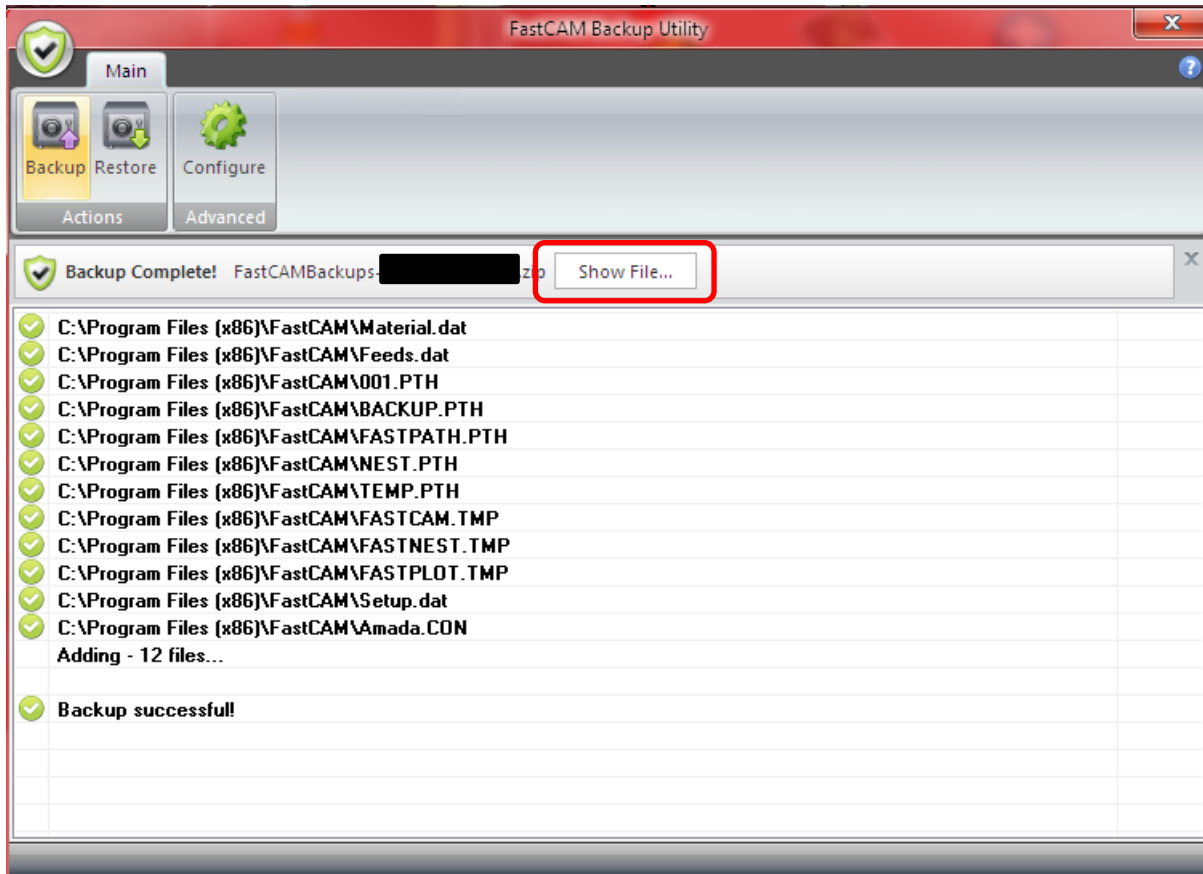 FastCAM Backup Utility
Main
Backup Restore Configure
Actions Advanced
Backup Complete! FastCAMBackups- .zip Show File...
C:\Program Files (x86)\FastCAM\Material.dat
C:\Program Files (x86)\FastCAM\Feeds.dat
C:\Program Files (x86)\FastCAM\001.PTH
C:\Program Files (x86)\FastCAM\BACKUP.PTH
C:\Program Files (x86)\FastCAM\FASTPATH.PTH
C:\Program Files (x86)\FastCAM\NEST.PTH
C:\Program Files (x86)\FastCAM\TEMP.PTH
C:\Program Files (x86)\FastCAM\FASTCAM.TMP
C:\Program Files (x86)\FastCAM\FASTNEST.TMP
C:\Program Files (x86)\FastCAM\FASTPLOT.TMP
C:\Program Files (x86)\FastCAM\Setup.dat
C:\Program Files (x86)\FastCAM\Amada.CON
Adding - 12 files...
Backup successful!